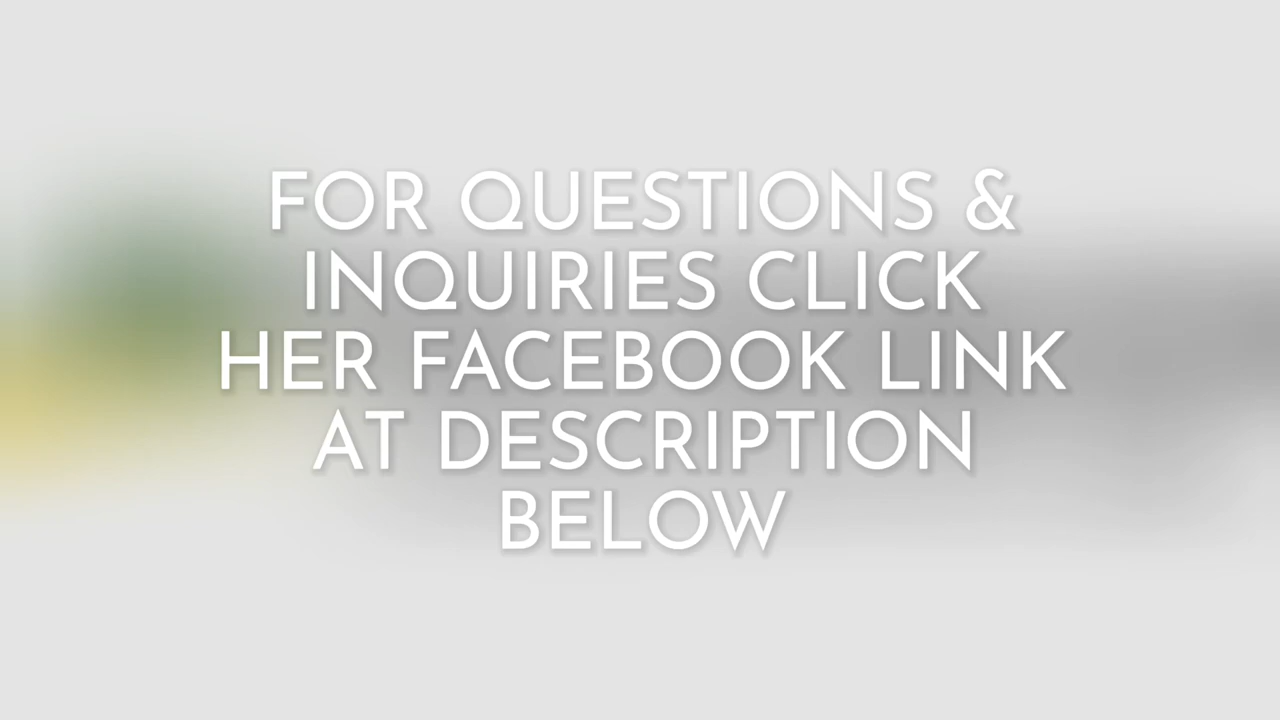 FOR QUESTIONS &
INQUIRIES CLICK
HER FACEBOOK LINK
AT DESCRIPTION
BELOW